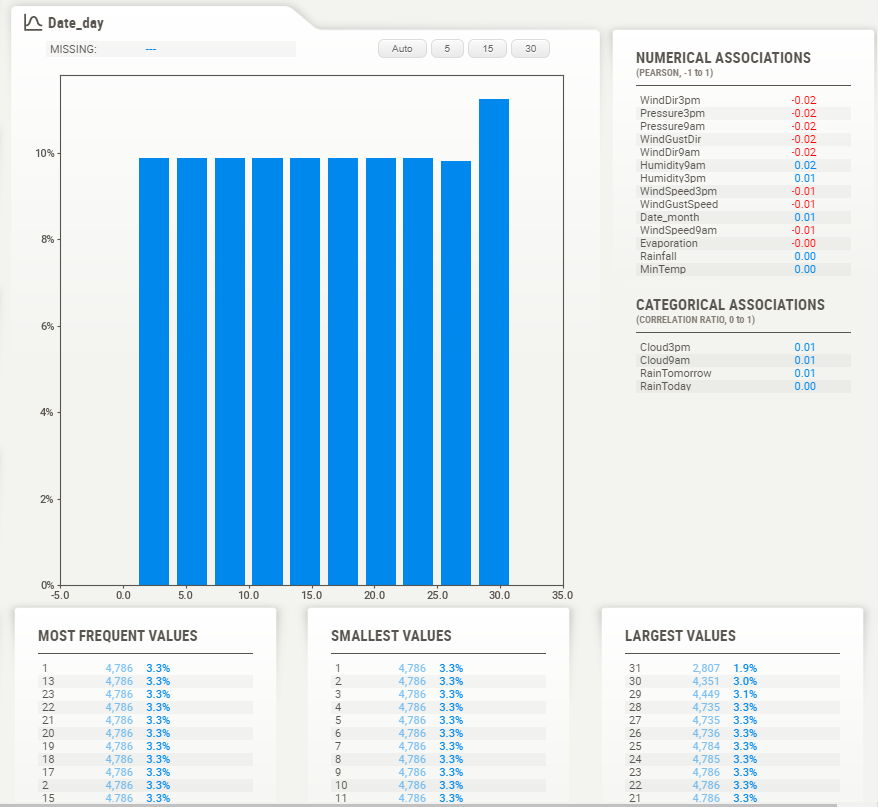 Date_day
MISSING: ---
Auto 5 15 30
10%
8%
6%
4%
2%
0%
-5.0 0.0 5.0 10.0 15.0 20.0 25.0 30.0 35.0
NUMERICAL ASSOCIATIONS
(PEARSON, -1 to 1)
WindDir3pm -0.02
Pressure3pm -0.02
Pressure9am -0.02
WindGustDir -0.02
WindDir9am -0.02
Humidity9am 0.02
Humidity3pm 0.01
WindSpeed3pm -0.01
WindGustSpeed -0.01
Date_month 0.01
WindSpeed9am -0.01
Evaporation -0.00
Rainfall 0.00
MinTemp 0.00
CATEGORICAL ASSOCIATIONS
(CORRELATION RATIO, 0 to 1)
Cloud3pm 0.01
Cloud9am 0.01
RainTomorrow 0.01
RainToday 0.00
MOST FREQUENT VALUES
1 4,786 3.3%
13 4,786 3.3%
23 4,786 3.3%
22 4,786 3.3%
21 4,786 3.3%
20 4,786 3.3%
19 4,786 3.3%
18 4,786 3.3%
17 4,786 3.3%
2 4,786 3.3%
15 4,786 3.3%
SMALLEST VALUES
1 4,786 3.3%
2 4,786 3.3%
3 4,786 3.3%
4 4,786 3.3%
5 4,786 3.3%
6 4,786 3.3%
7 4,786 3.3%
8 4,786 3.3%
9 4,786 3.3%
10 4,786 3.3%
11 4,786 3.3%
LARGEST VALUES
31 2,807 1.9%
30 4,351 3.0%
29 4,449 3.1%
28 4,735 3.3%
27 4,735 3.3%
26 4,736 3.3%
25 4,784 3.3%
24 4,785 3.3%
23 4,786 3.3%
22 4,786 3.3%
21 4,786 3.3%